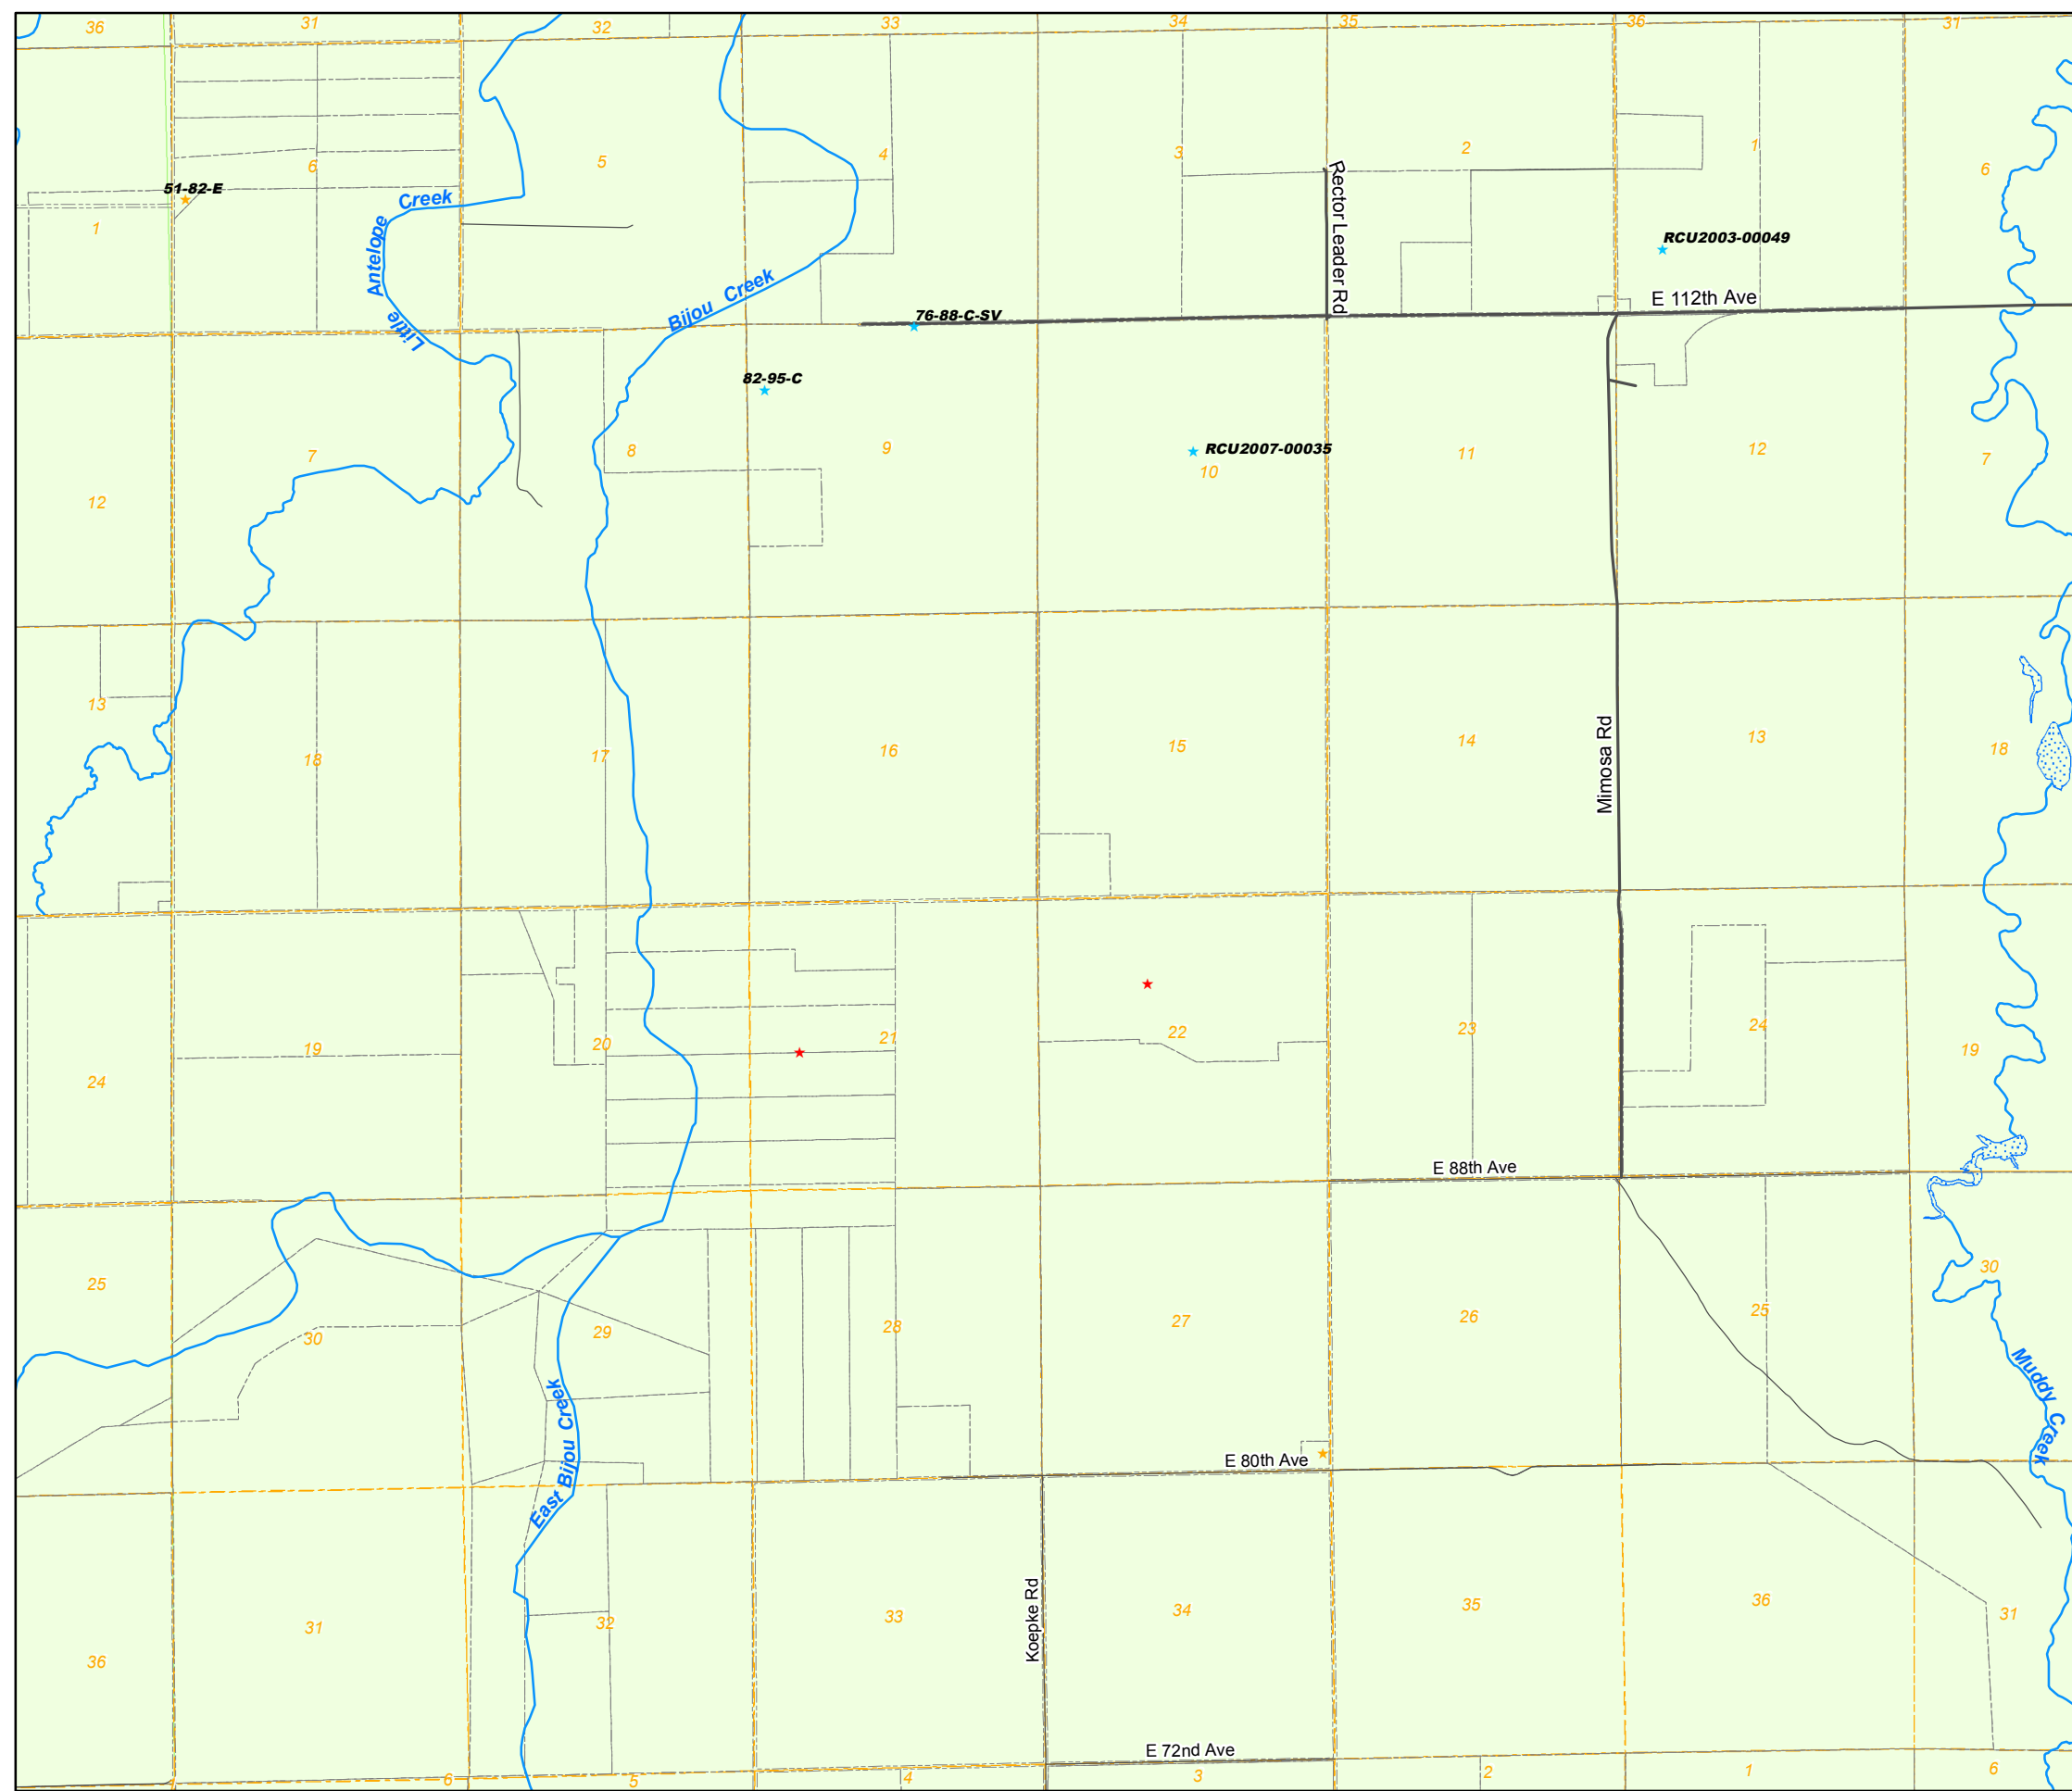 36 31 32 33 34 35 36 31
6 5 4 3 2 1 6
51-82-E
1
Little Antelope Creek
Bijou Creek
Rector Leader Rd
RCU2003-00049
E 112th Ave
76-88-C-SV
82-95-C
RCU2007-00035
12 7 8 9 10 11 12 7
13 18 17 16 15 14 13 18
Mimosa Rd
24 19 20 21 22 23 24 19
E 88th Ave
25 30 29 28 27 26 25 30
Muddy Creek
East Bijou Creek
E 80th Ave
36 31 32 33 34 35 36 31
Koepke Rd
E 72nd Ave
6 5 4 3 2 1 6